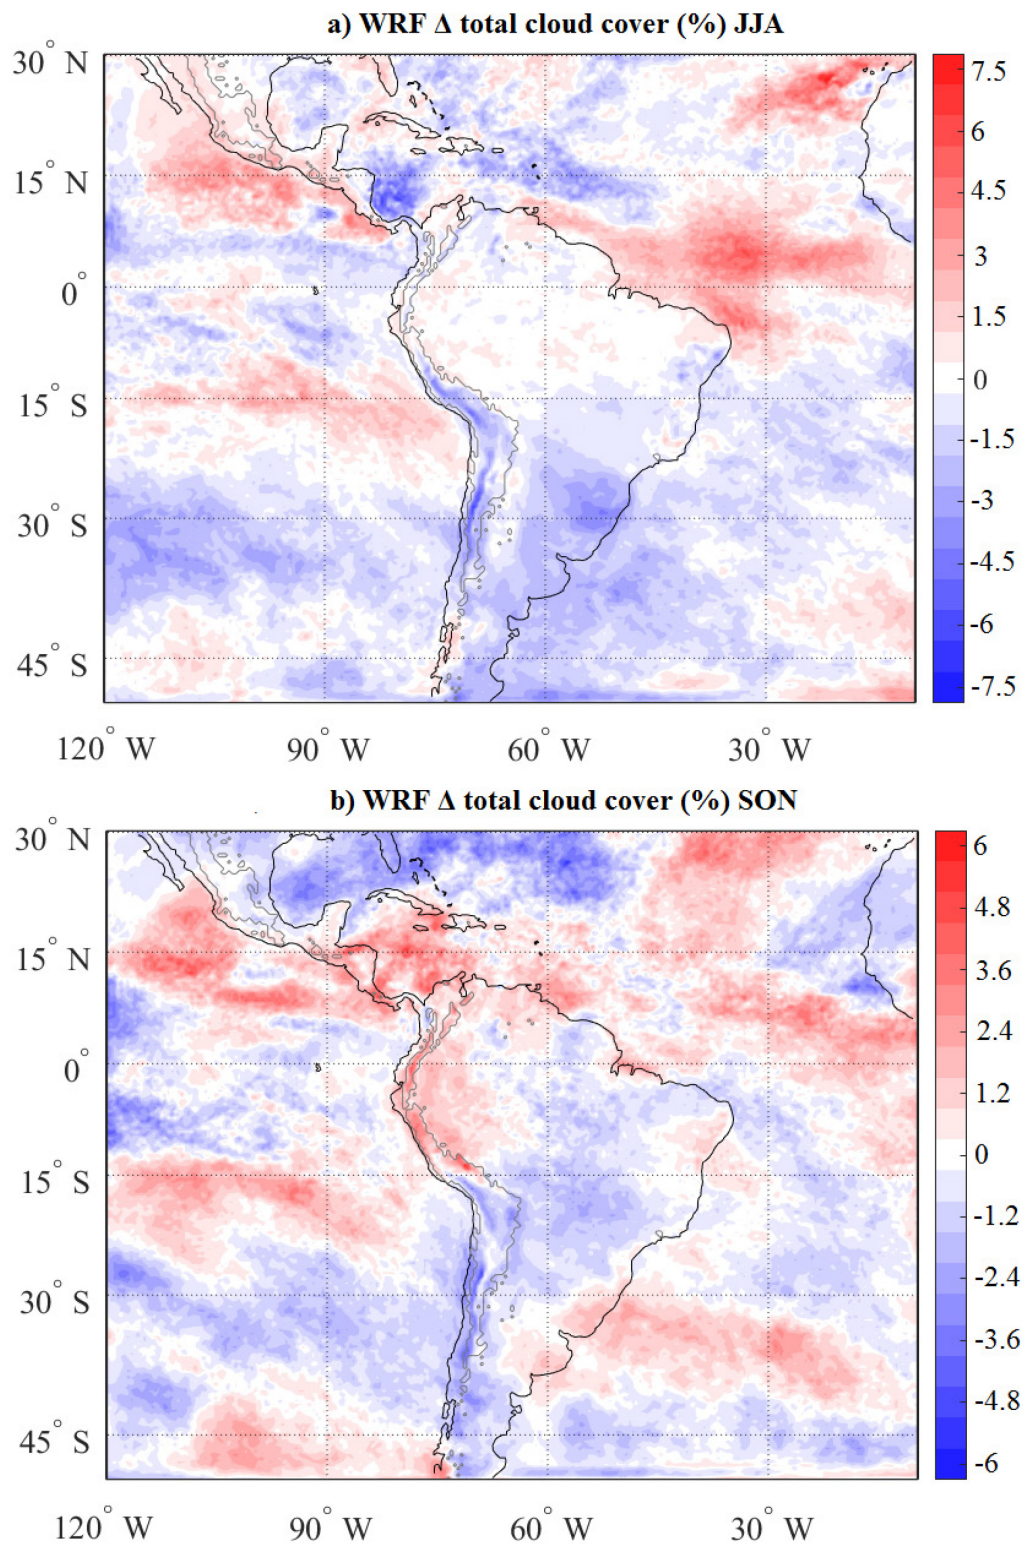 a) WRF Δ total cloud cover (%) JJA
30° N
15° N
0°
15° S
30° S
45° S
120° W
90° W
60° W
30° W
7.5
6
4.5
3
1.5
0
-1.5
-3
-4.5
-6
-7.5
b) WRF Δ total cloud cover (%) SON
30° N
15° N
0°
15° S
30° S
45° S
120° W
90° W
60° W
30° W
6
4.8
3.6
2.4
1.2
0
-1.2
-2.4
-3.6
-4.8
-6